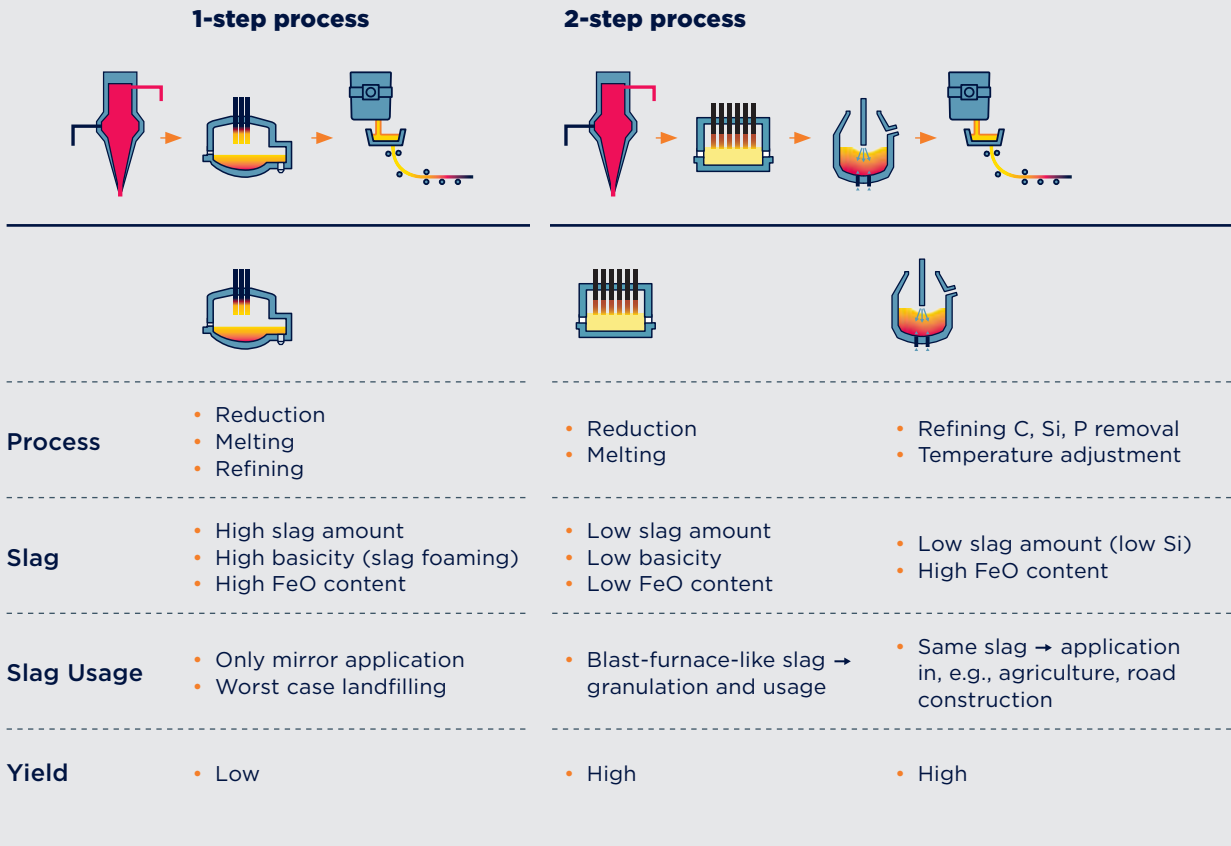 1-step process
2-step process
Process
• Reduction
• Melting
• Refining
• Reduction
• Melting
• Refining C, Si, P removal
• Temperature adjustment
Slag
• High slag amount
• High basicity (slag foaming)
• High FeO content
• Low slag amount
• Low basicity
• Low FeO content
• Low slag amount (low Si)
• High FeO content
Slag Usage
• Only mirror application
• Worst case landfilling
• Blast-furnace-like slag →
granulation and usage
• Same slag → application
in, e.g., agriculture, road
construction
Yield
• Low
• High
• High